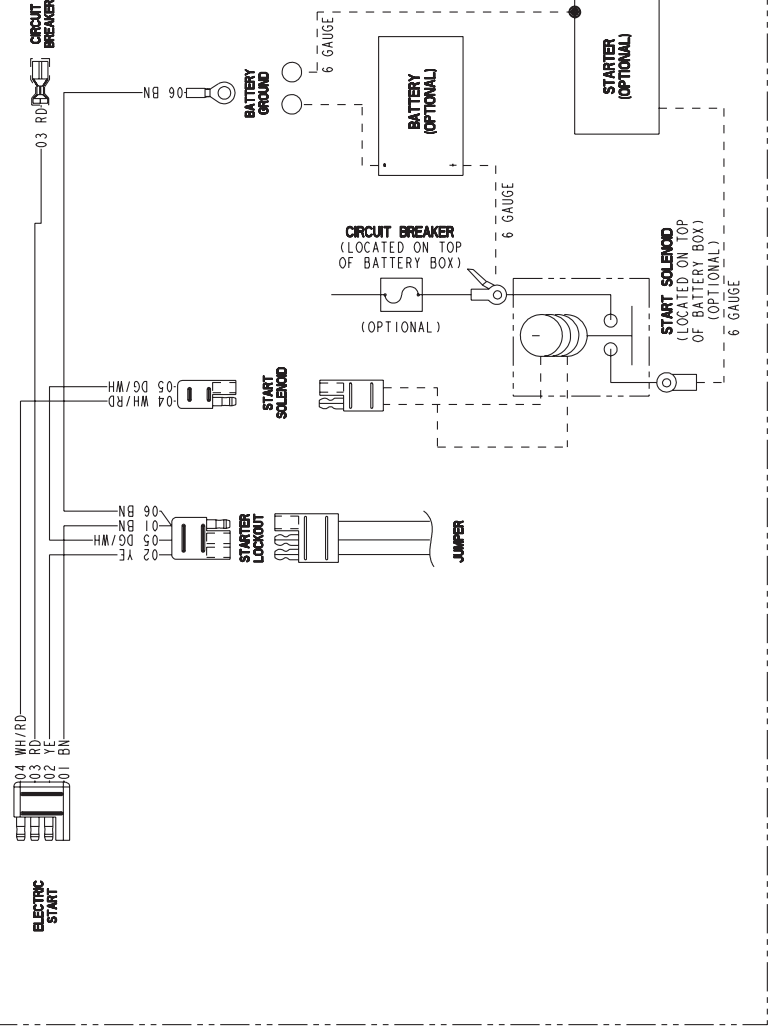 CIRCUIT
BREAKER
03 RD
06 BN
BATTERY
GROUND
6 GAUGE
BATTERY
(OPTIONAL)
STARTER
(OPTIONAL)
6 GAUGE
CIRCUIT BREAKER
(LOCATED ON TOP
OF BATTERY BOX)
(OPTIONAL)
START SOLENOID
(LOCATED ON TOP
OF BATTERY BOX)
(OPTIONAL)
6 GAUGE
05 DG/WH
04 WH/RD
START
SOLENOID
06 BN
01 BN
05 DG/WH
02 YE
STARTER
LOCKOUT
JUMPER
04 WH/RD
03 RD
02 YE
01 BN
ELECTRIC
START